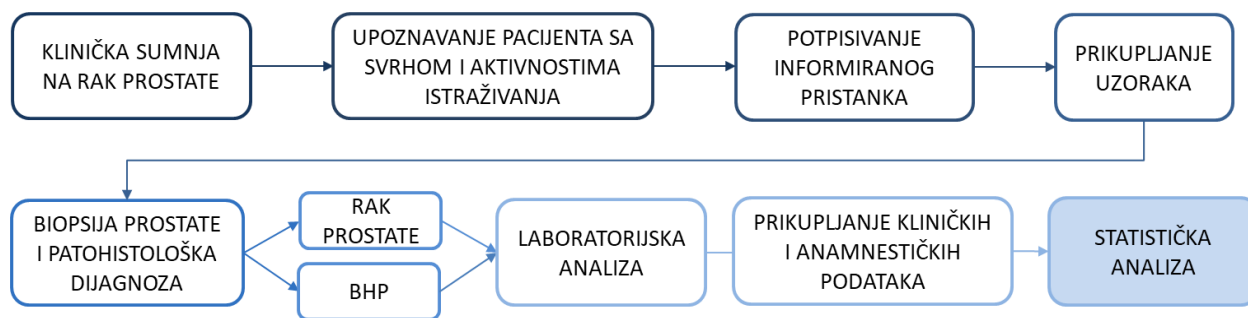 KLINIČKA SUMNJA
NA RAK PROSTATE
UPOZNAVANJE PACIJENTA SA
SVRHOM I AKTIVNOSTIMA
ISTRAŽIVANJA
POTPISIVANJE
INFORMIRANOG
PRISTANKA
PRIKUPLJANJE
UZORAKA
BIOPSIJA PROSTATE
I PATOHISTOLOŠKA
DIJAGNOZA
RAK
PROSTATE
BHP
LABORATORIJSKA
ANALIZA
PRIKUPLJANJE KLINIČKIH
I ANAMNESTIČKIH
PODATAKA
STATISTIČKA
ANALIZA